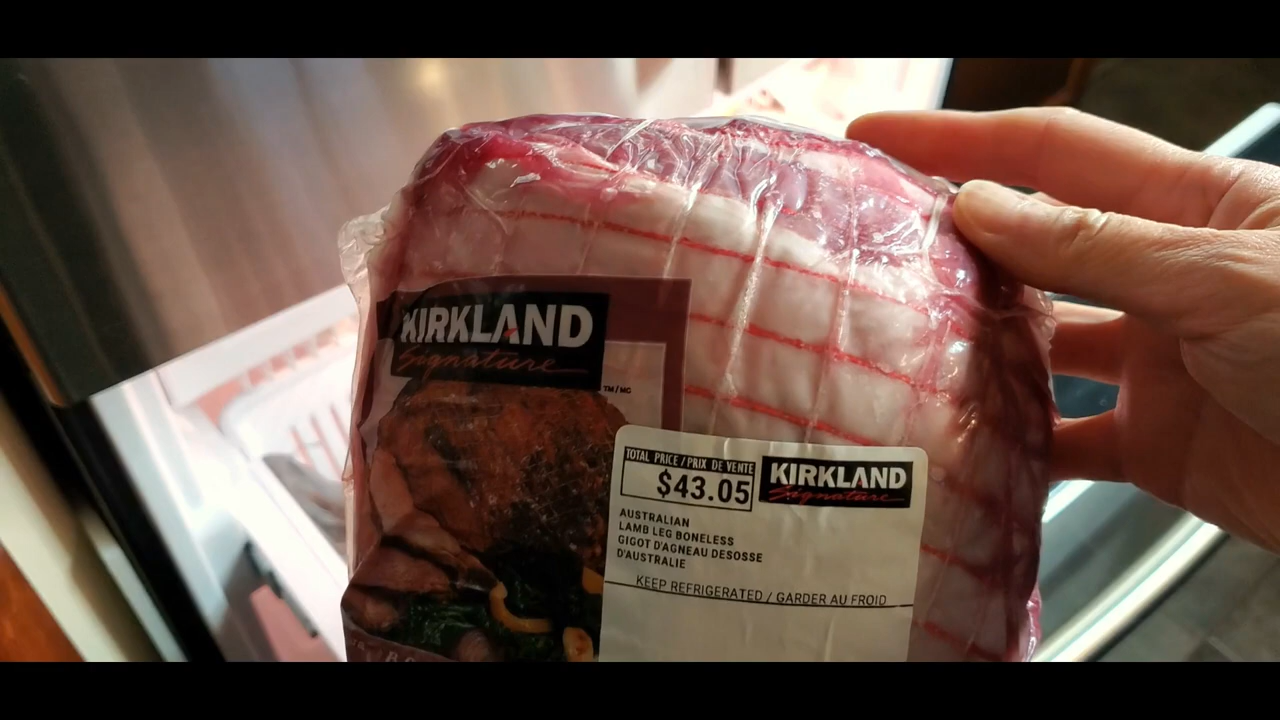 KIRKLAND
Signature
TM/MC
TOTAL PRICE / PRIX DE VENTE
$43.05
KIRKLAND
Signature
AUSTRALIAN
LAMB LEG BONELESS
GIGOT D'AGNEAU DESOSSE
D'AUSTRALIE
KEEP REFRIGERATED / GARDER AU FROID